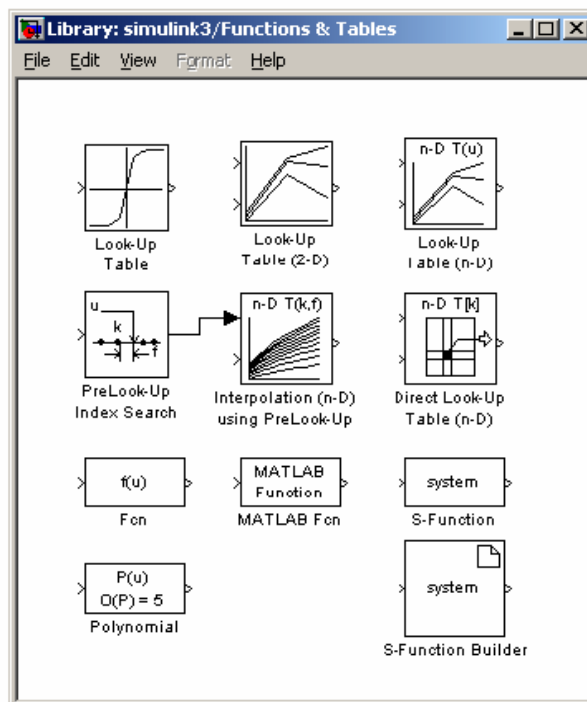 Library: simulink3/Functions & Tables
File Edit View Format Help
n-D T(u)
Look-Up
Table
Look-Up
Table (2-D)
Look-Up
Table (n-D)
u
k
f
n-D T(k,f)
n-D T[k]
PreLook-Up
Index Search
Interpolation (n-D)
using PreLook-Up
Direct Look-Up
Table (n-D)
f(u)
MATLAB
Function
system
Fcn
MATLAB Fcn
S-Function
P(u)
O(P) = 5
system
Polynomial
S-Function Builder